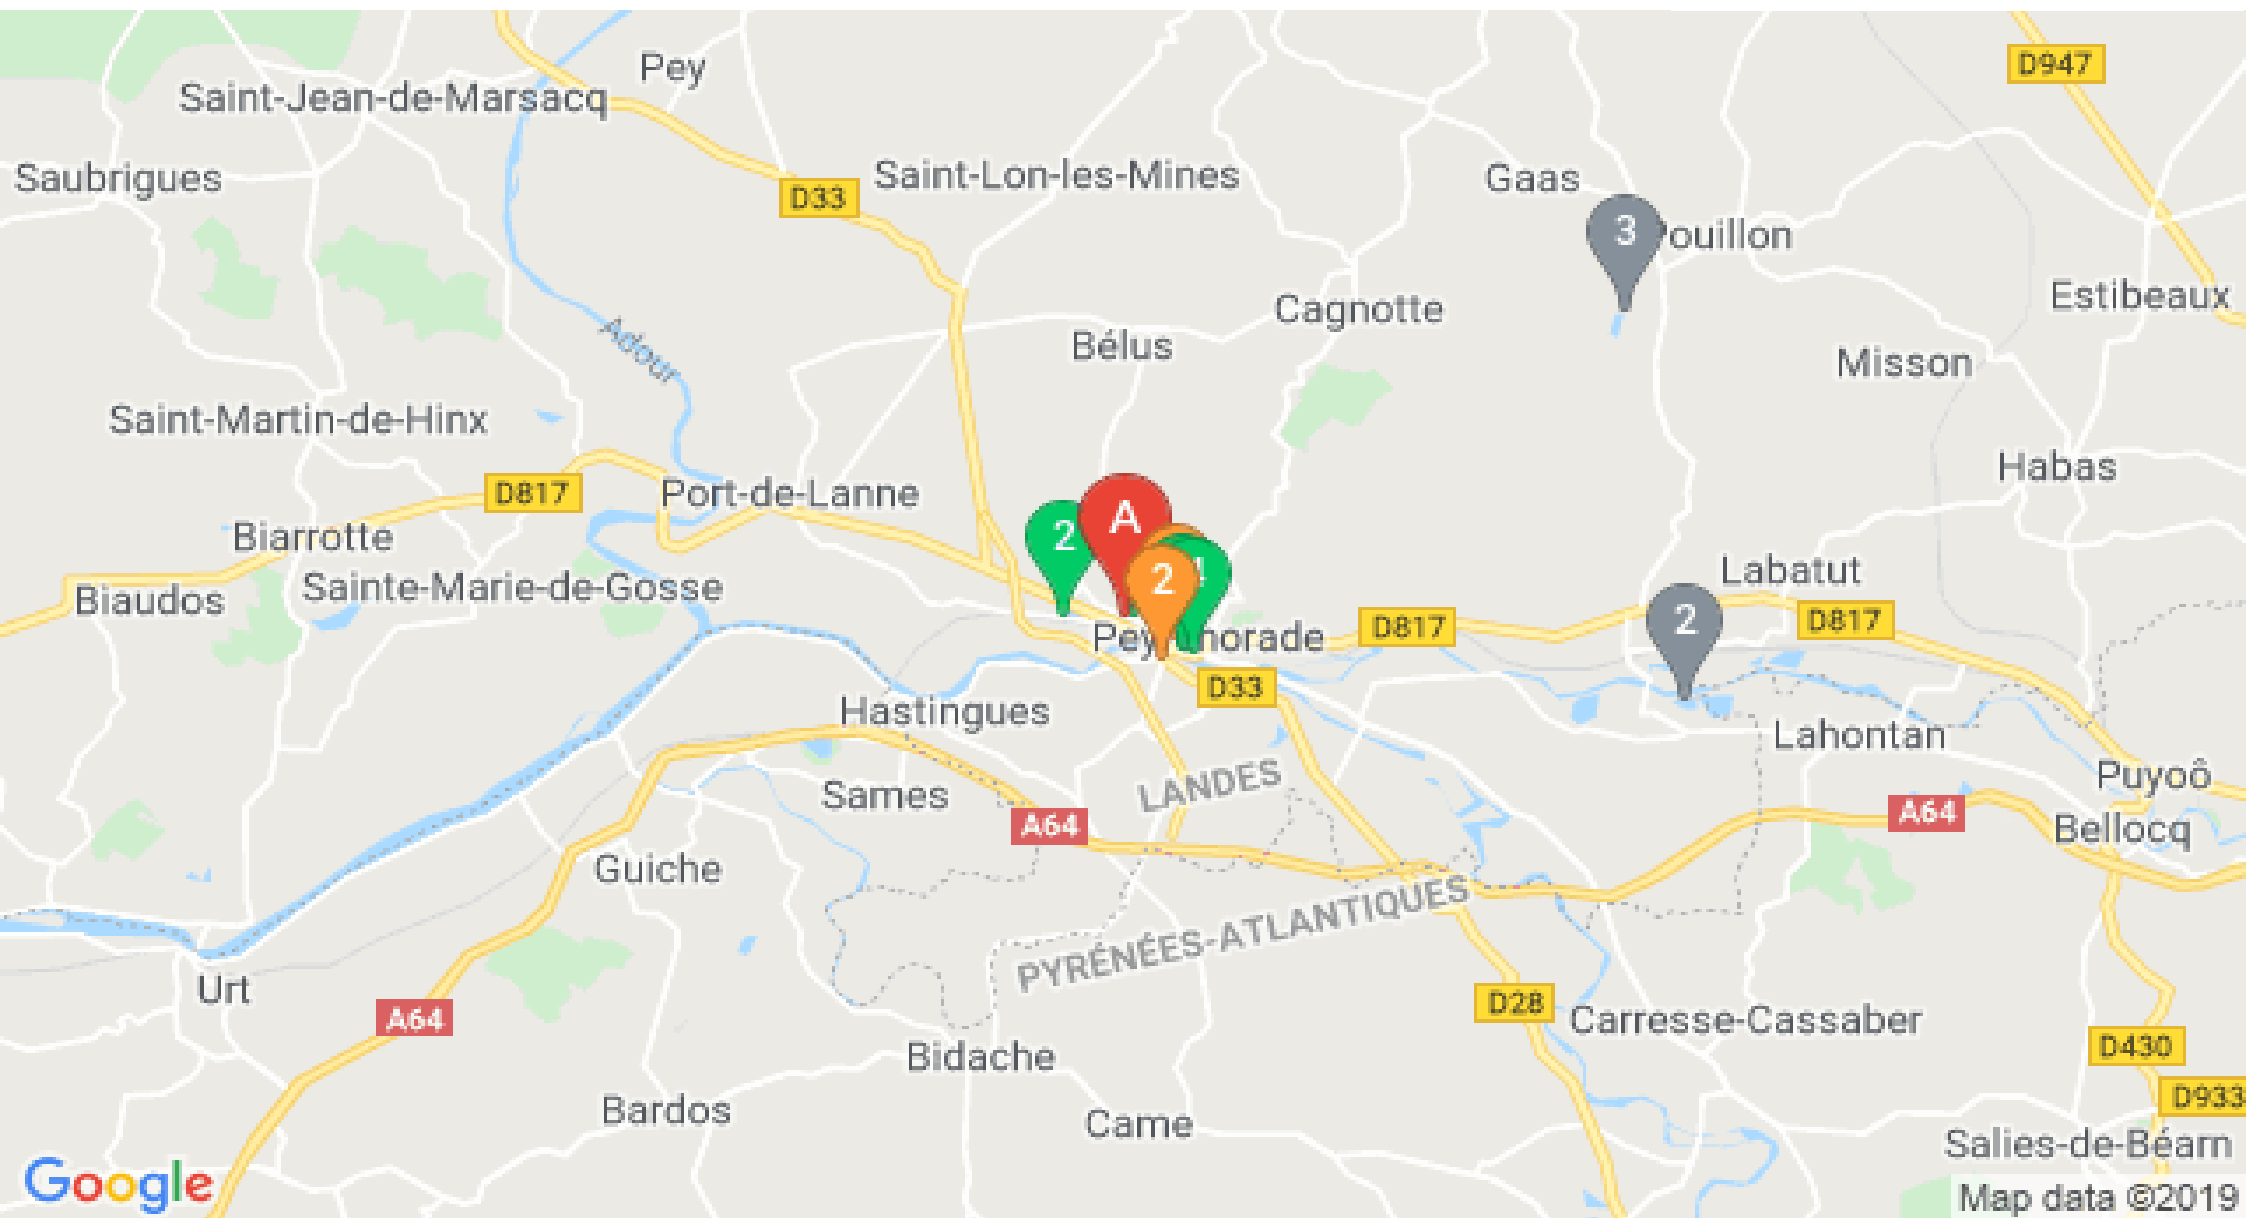 Pey
D947
Saint-Jean-de-Marsacq
Saubrigues
D33
Saint-Lon-les-Mines
Gaas
3
ouillon
Estibeaux
Cagnotte
Adour
Bélus
Misson
Saint-Martin-de-Hinx
Habas
D817
Port-de-Lanne
2
A
Biarrotte
2
Labatut
Sainte-Marie-de-Gosse
Biaudos
2
D817
D817
Pey
horade
D33
Hastingues
Lahontan
LANDES
Puyoô
Sames
A64
A64
Bellocq
Guiche
PYRÉNÉES-ATLANTIQUES
Urt
D28
A64
Carresse-Cassaber
D430
Bidache
D933
Bardos
Came
Salies-de-Béarn
Google
Map data ©2019